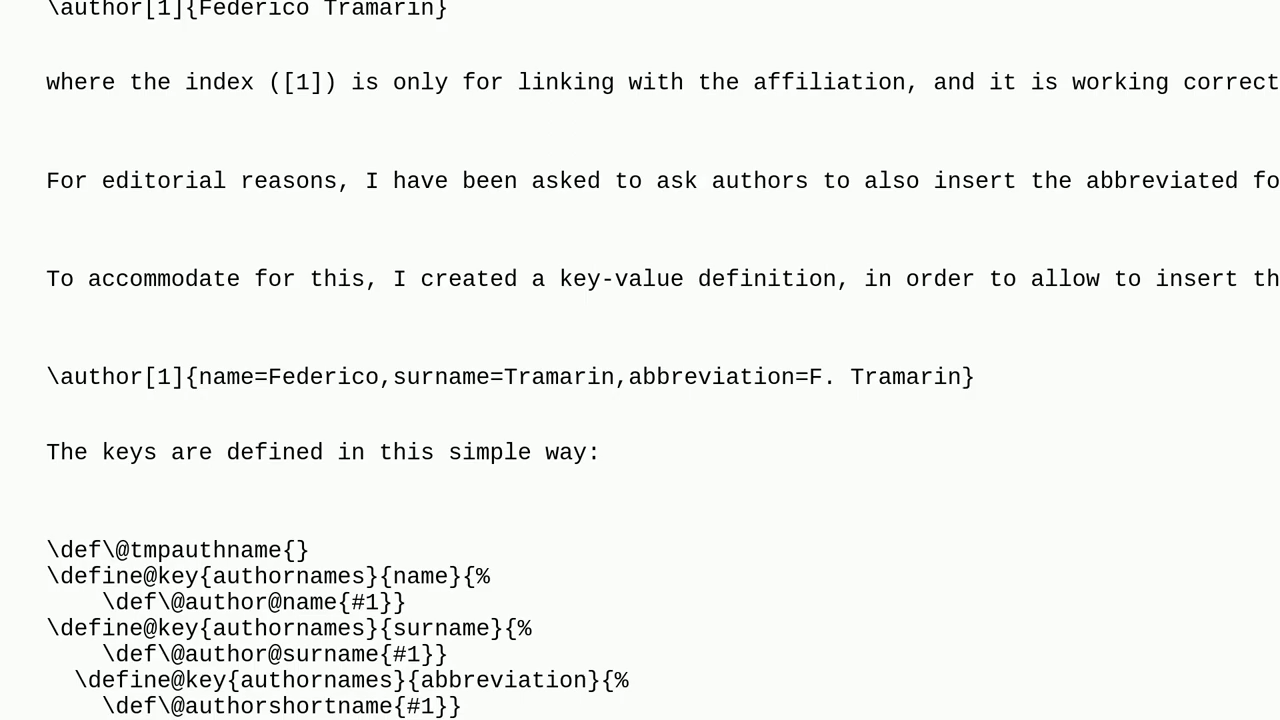 \author[1]{Federico Tramarin}
where the index ([1]) is only for linking with the affiliation, and it is working correct
For editorial reasons, I have been asked to ask authors to also insert the abbreviated fo
To accommodate for this, I created a key-value definition, in order to allow to insert th
\author[1]{name=Federico,surname=Tramarin,abbreviation=F. Tramarin}
The keys are defined in this simple way:
\def\@tmpauthname{}
\define@key{authornames}{name}{%
    \def\@author@name{#1}}
\define@key{authornames}{surname}{%
    \def\@author@surname{#1}}
  \define@key{authornames}{abbreviation}{%
    \def\@authorshortname{#1}}